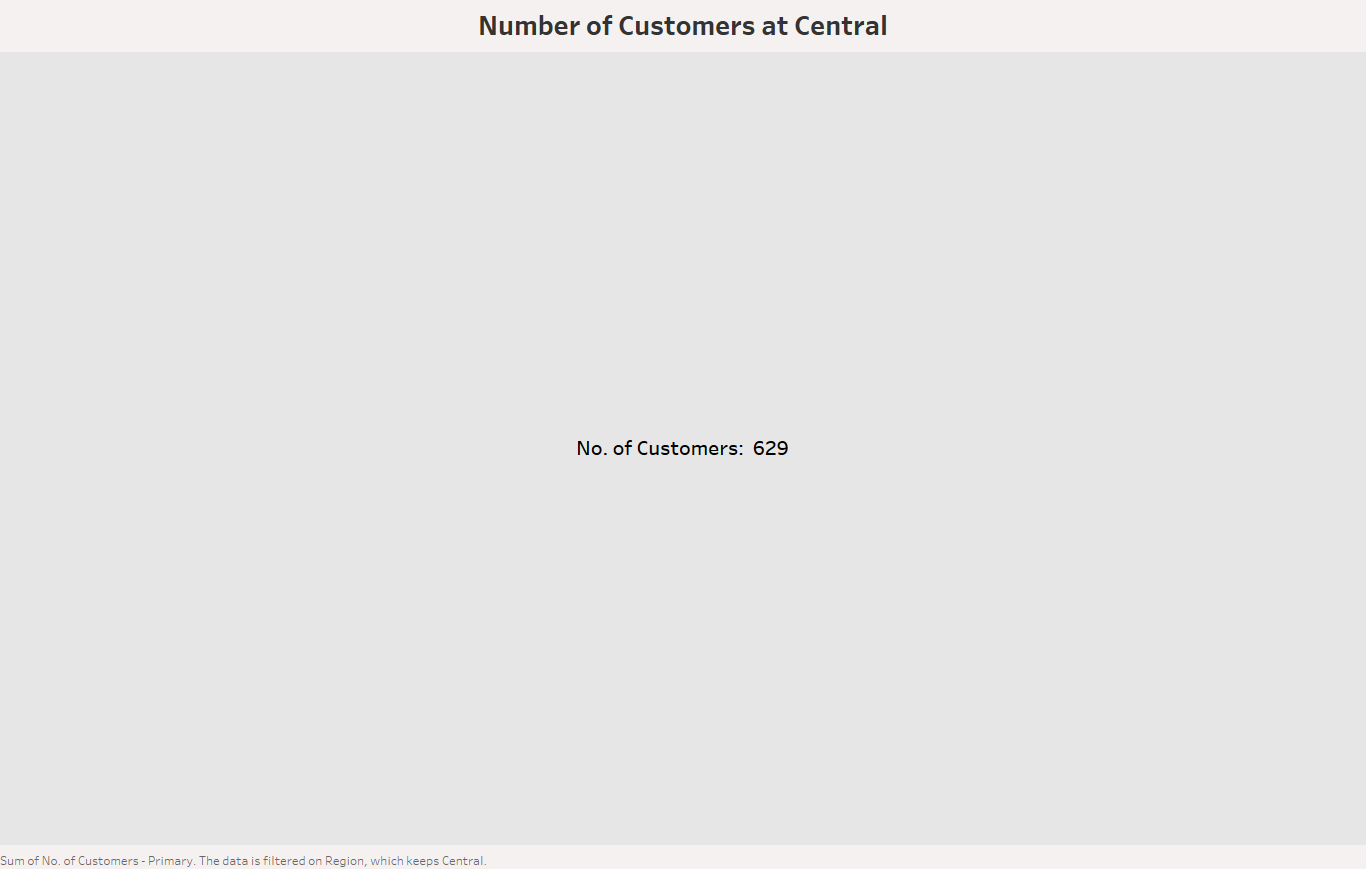 Number of Customers at Central
No. of Customers: 629
Sum of No. of Customers - Primary. The data is filtered on Region, which keeps Central.